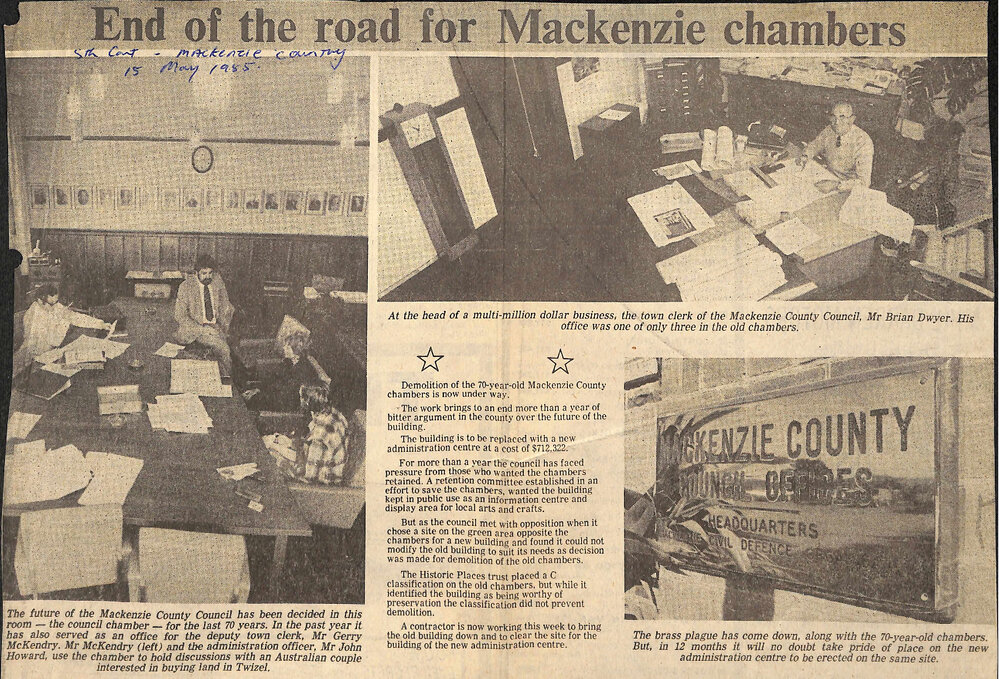 End of the road for Mackenzie chambers
Sth Cant - Mackenzie Country
15 May 1985.
At the head of a multi-million dollar business, the town clerk of the Mackenzie County Council, Mr Brian Dwyer. His
office was one of only three in the old chambers.
Demolition of the 70-year-old Mackenzie County
chambers is now under way.
The work brings to an end more than a year of
bitter argument in the county over the future of the
building.
The building is to be replaced with a new
administration centre at a cost of $712,322.
For more than a year the council has faced
pressure from those who wanted the chambers
retained. A retention committee established in an
effort to save the chambers, wanted the building
kept in public use as an information centre and
display area for local arts and crafts.
But as the council met with opposition when it
chose a site on the green area opposite the
chambers for a new building and found it could not
modify the old building to suit its needs as decision
was made for demolition of the old chambers.
The Historic Places trust placed a C
classification on the old chambers, but while it
identified the building as being worthy of
preservation the classification did not prevent
demolition.
A contractor is now working this week to bring
the old building down and to clear the site for the
building of the new administration centre.
The future of the Mackenzie County Council has been decided in this
room — the council chamber — for the last 70 years. In the past year it
has also served as an office for the deputy town clerk, Mr Gerry
McKendry. Mr McKendry (left) and the administration officer, Mr John
Howard, use the chamber to hold discussions with an Australian couple
interested in buying land in Twizel.
MACKENZIE COUNTY
COUNCIL OFFICES
HEADQUARTERS
CIVIL DEFENCE
The brass plague has come down, along with the 70-year-old chambers.
But, in 12 months it will no doubt take pride of place on the new
administration centre to be erected on the same site.